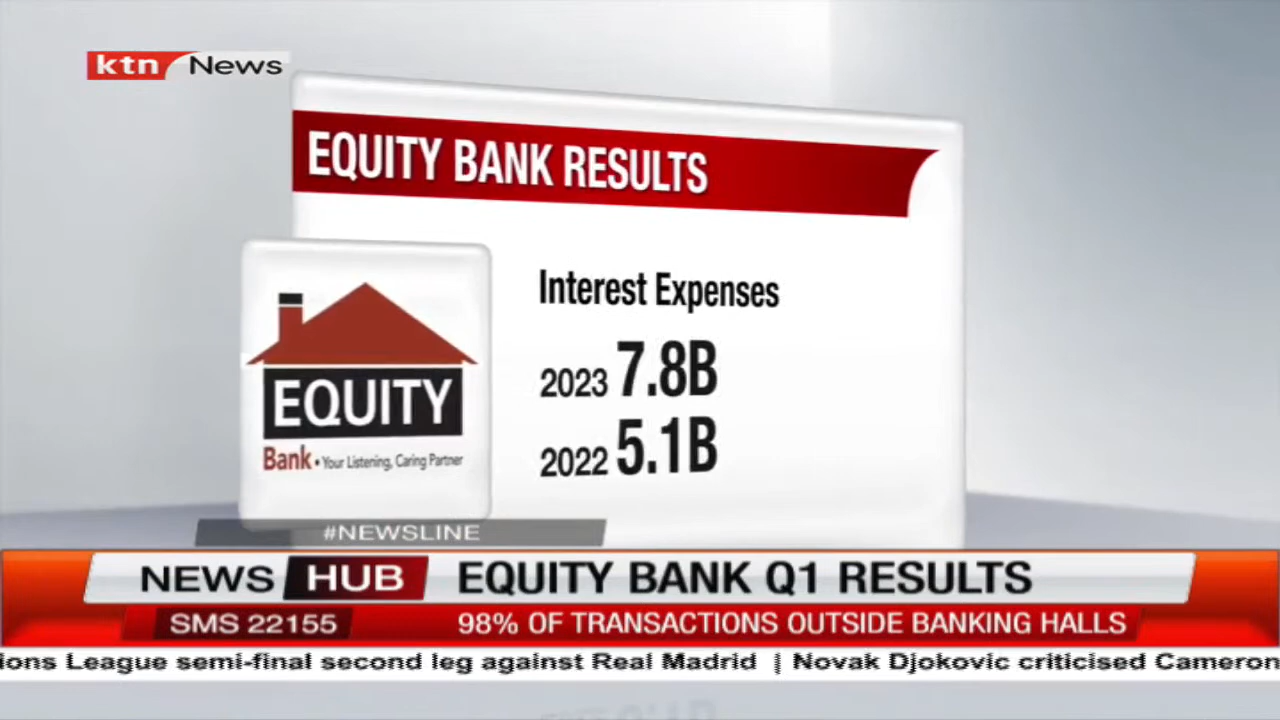 ktn News
EQUITY BANK RESULTS
EQUITY
Bank • Your Listening, Caring Partner
Interest Expenses
2023 7.8B
2022 5.1B
#NEWSLINE
NEWS HUB EQUITY BANK Q1 RESULTS
SMS 22155 98% OF TRANSACTIONS OUTSIDE BANKING HALLS
ions League semi-final second leg against Real Madrid | Novak Djokovic criticised Cameron